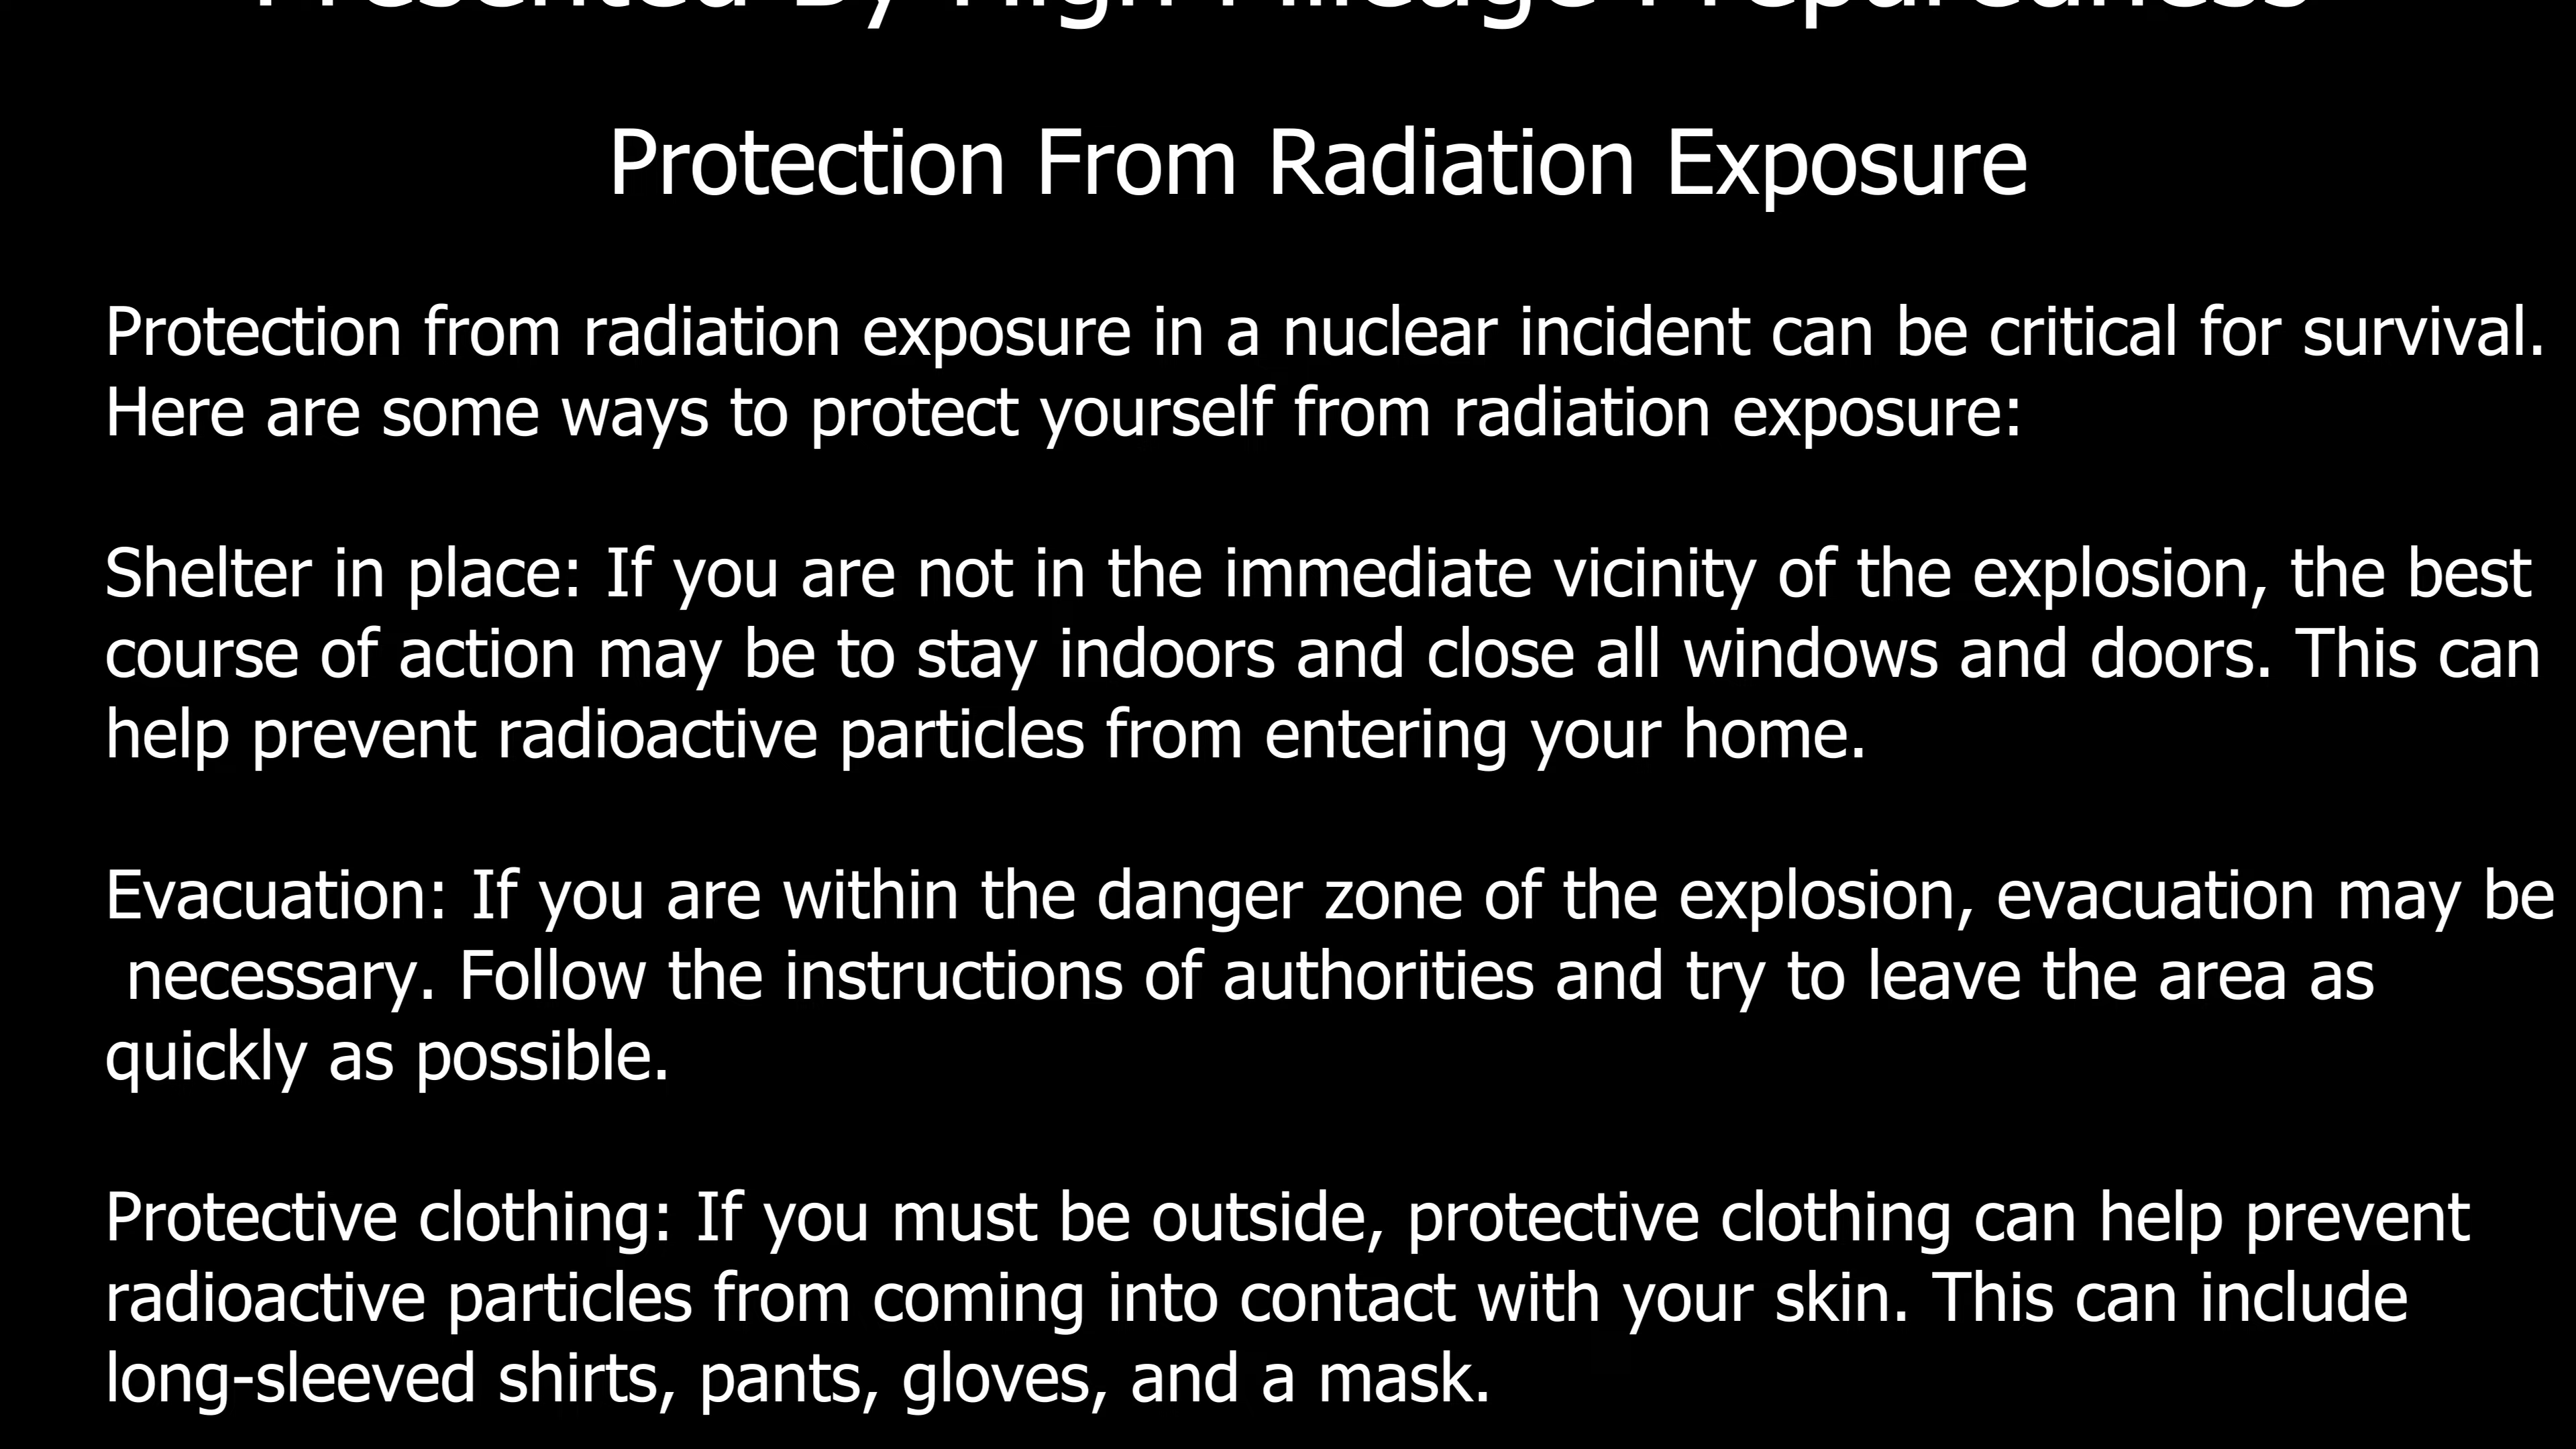 Presented By High Mileage Preparedness
Protection From Radiation Exposure
Protection from radiation exposure in a nuclear incident can be critical for survival.
Here are some ways to protect yourself from radiation exposure:
Shelter in place: If you are not in the immediate vicinity of the explosion, the best
course of action may be to stay indoors and close all windows and doors. This can
help prevent radioactive particles from entering your home.
Evacuation: If you are within the danger zone of the explosion, evacuation may be
necessary. Follow the instructions of authorities and try to leave the area as
quickly as possible.
Protective clothing: If you must be outside, protective clothing can help prevent
radioactive particles from coming into contact with your skin. This can include
long-sleeved shirts, pants, gloves, and a mask.